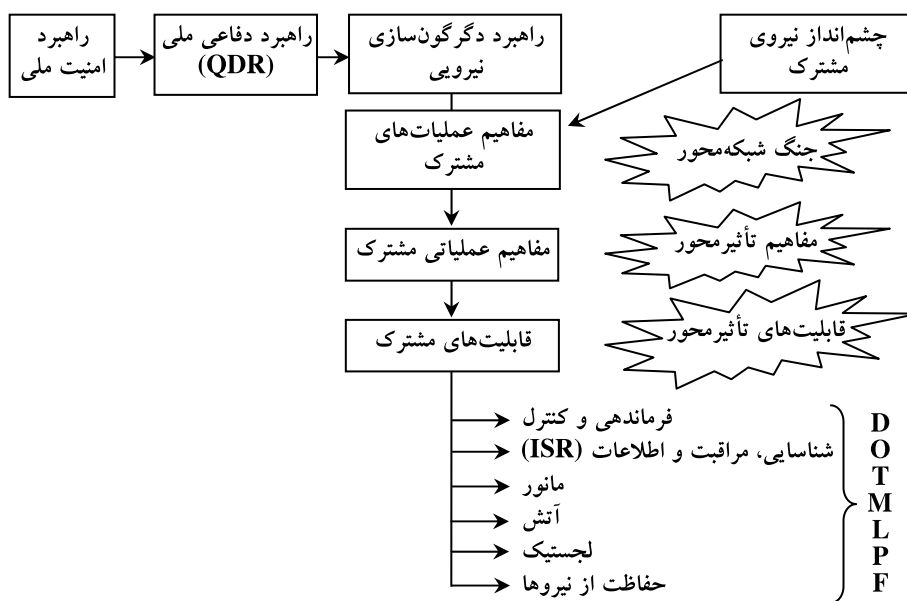 راهبرد
امنیت ملی
راهبرد دفاعی ملی
(QDR)
راهبرد دگرگون‌سازی
نیرویی
چشم‌انداز نیروی
مشترک
مفاهیم عملیات‌های
مشترک
جنگ شبکه‌محور
مفاهیم عملیاتی مشترک
مفاهیم تأثیرمحور
قابلیت‌های مشترک
قابلیت‌های تأثیرمحور
فرماندهی و کنترل
شناسایی، مراقبت و اطلاعات (ISR)
مانور
آتش
لجستیک
حفاظت از نیروها
D
O
T
M
L
P
F